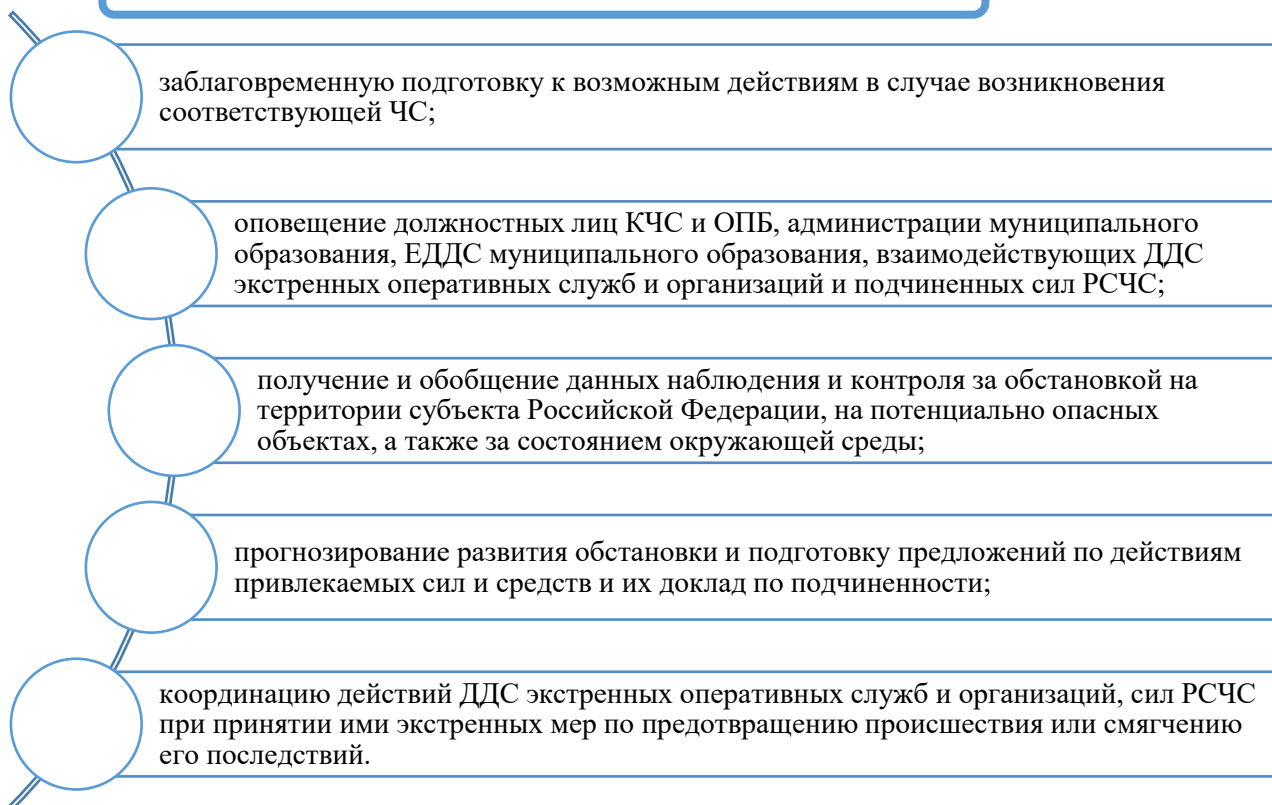 заблаговременную подготовку к возможным действиям в случае возникновения
соответствующей ЧС;
оповещение должностных лиц КЧС и ОПБ, администрации муниципального
образования, ЕДДС муниципального образования, взаимодействующих ДДС
экстренных оперативных служб и организаций и подчиненных сил РСЧС;
получение и обобщение данных наблюдения и контроля за обстановкой на
территории субъекта Российской Федерации, на потенциально опасных
объектах, а также за состоянием окружающей среды;
прогнозирование развития обстановки и подготовку предложений по действиям
привлекаемых сил и средств и их доклад по подчиненности;
координацию действий ДДС экстренных оперативных служб и организаций, сил РСЧС
при принятии ими экстренных мер по предотвращению происшествия или смягчению
его последствий.